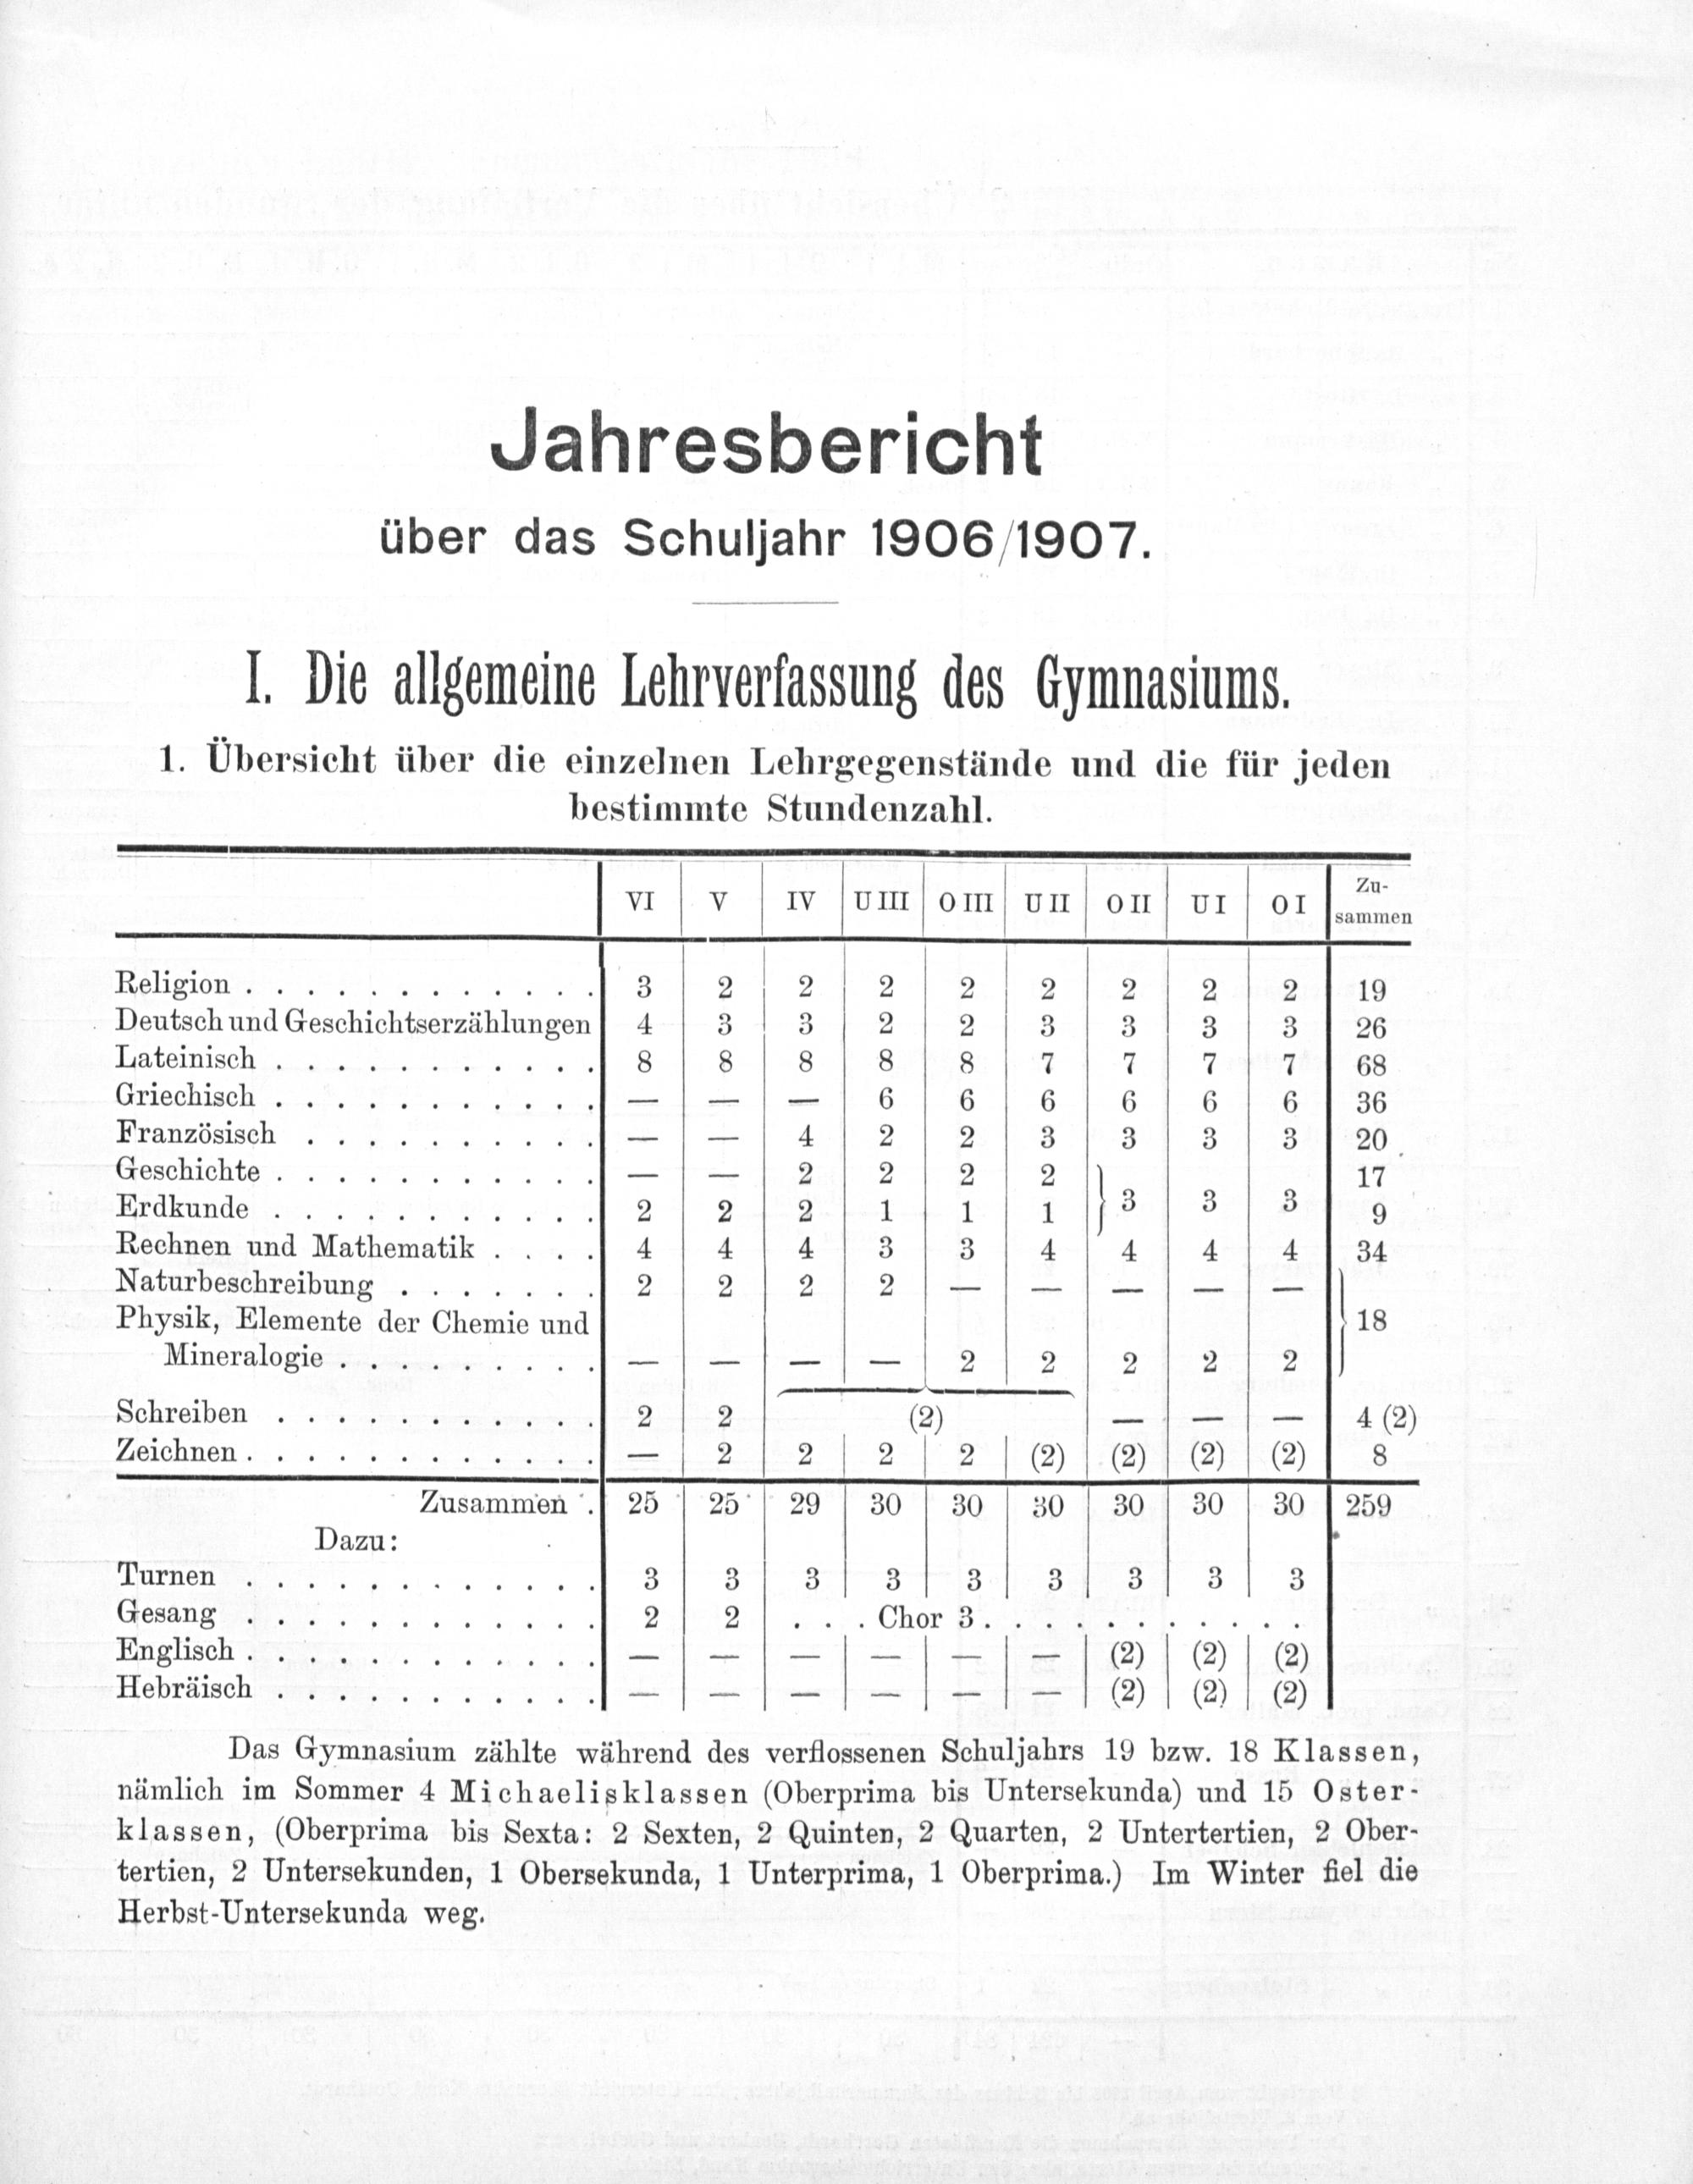 Jahresbericht
über das Schuljahr 1906/1907.
I. Die allgemeine Lehrverfassung des Gymnasiums.
1. Übersicht über die einzelnen Lehrgegenstände und die für jeden
bestimmte Stundenzahl.
VI V IV U III O III U II O II U I O I Zu-
sammen
Religion . . . . . . . . . . . . 3 2 2 2 2 2 2 2 2 19
Deutsch und Geschichtserzählungen 4 3 3 2 2 3 3 3 3 26
Lateinisch . . . . . . . . . . . 8 8 8 8 8 7 7 7 7 68
Griechisch . . . . . . . . . . . — — — 6 6 6 6 6 6 36
Französisch . . . . . . . . . . — — 4 2 2 3 3 3 3 20
Geschichte . . . . . . . . . . . — — 2 2 2 2 } 3 3 3 17
Erdkunde . . . . . . . . . . . 2 2 2 1 1 1 9
Rechnen und Mathematik . . . . 4 4 4 3 3 4 4 4 4 34
Naturbeschreibung . . . . . . . 2 2 2 2 — — — — — } 18
Physik, Elemente der Chemie und
Mineralogie . . . . . . . . . — — — — 2 2 2 2 2
Schreiben . . . . . . . . . . . 2 2 (2) — — — 4 (2)
Zeichnen . . . . . . . . . . . . — 2 2 2 2 (2) (2) (2) (2) 8
Zusammen . 25 25 29 30 30 30 30 30 30 259
Dazu:
Turnen . . . . . . . . . . . . 3 3 3 3 3 3 3 3 3
Gesang . . . . . . . . . . . . 2 2 . . . Chor 3 . . . . . . . . . .
Englisch . . . . . . . . . . . . — — — — — — (2) (2) (2)
Hebräisch . . . . . . . . . . . — — — — — — (2) (2) (2)
Das Gymnasium zählte während des verflossenen Schuljahrs 19 bzw. 18 Klassen,
nämlich im Sommer 4 Michaelisklassen (Oberprima bis Untersekunda) und 15 Oster-
klassen, (Oberprima bis Sexta: 2 Sexten, 2 Quinten, 2 Quarten, 2 Untertertien, 2 Ober-
tertien, 2 Untersekunden, 1 Obersekunda, 1 Unterprima, 1 Oberprima.) Im Winter fiel die
Herbst-Untersekunda weg.